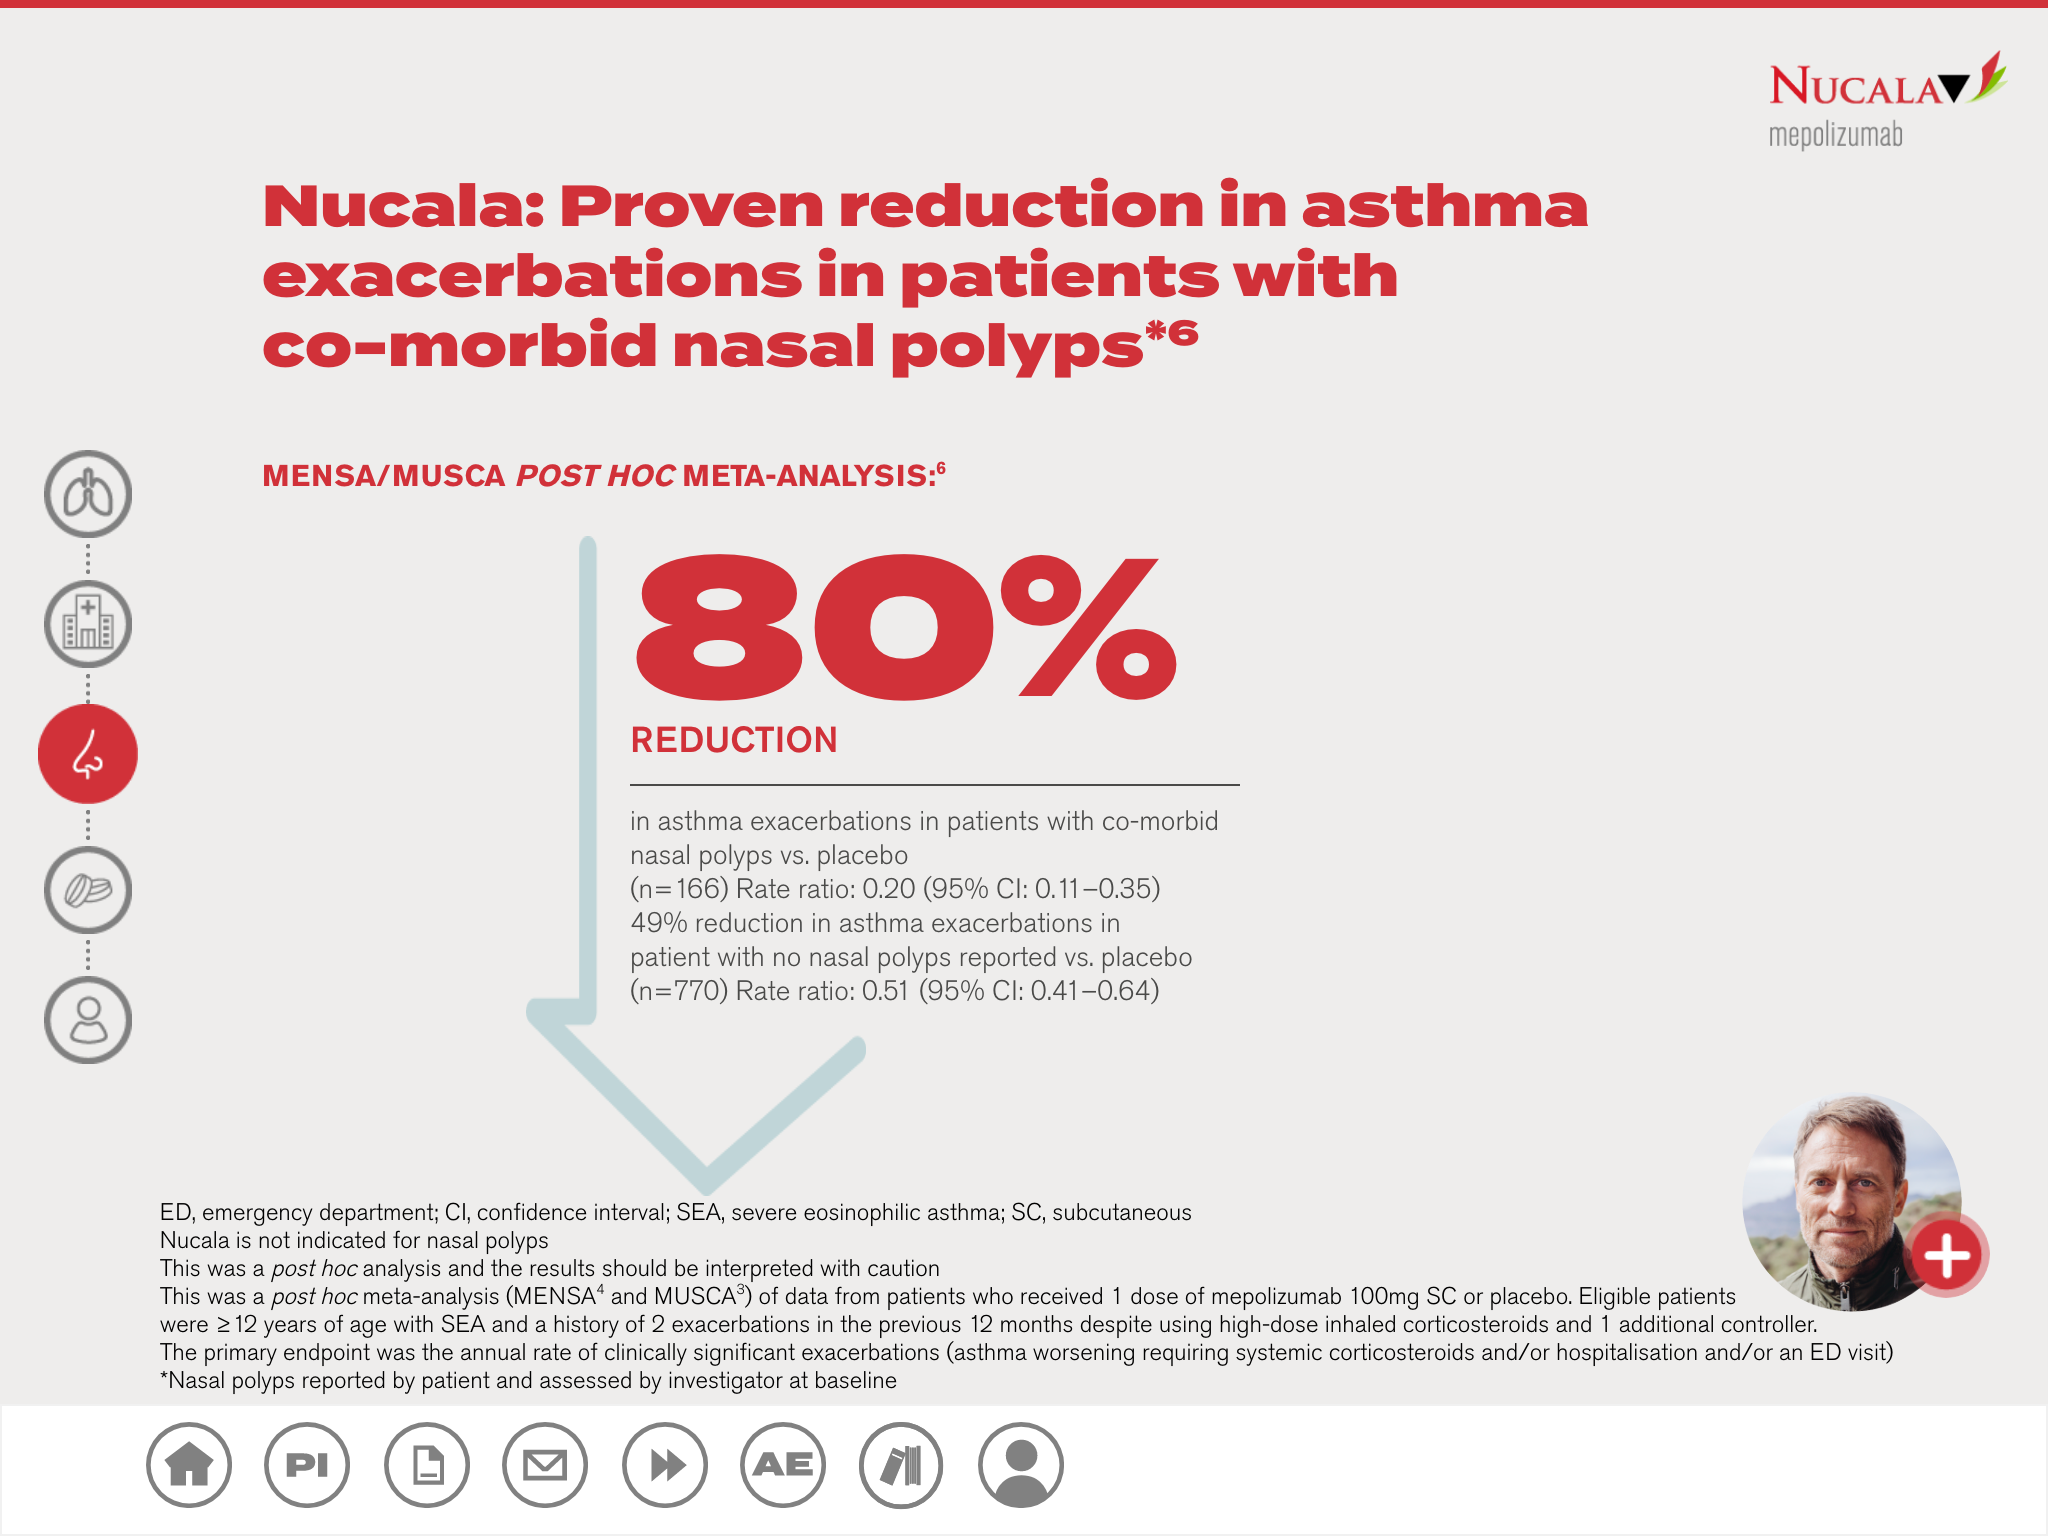 NUCALA
mepolizumab
Nucala: Proven reduction in asthma
exacerbations in patients with
co-morbid nasal polyps*6
MENSA/MUSCA POST HOC META-ANALYSIS:6
80%
REDUCTION
in asthma exacerbations in patients with co-morbid
nasal polyps vs. placebo
(n=166) Rate ratio: 0.20 (95% CI: 0.11–0.35)
49% reduction in asthma exacerbations in
patient with no nasal polyps reported vs. placebo
(n=770) Rate ratio: 0.51 (95% CI: 0.41–0.64)
ED, emergency department; CI, confidence interval; SEA, severe eosinophilic asthma; SC, subcutaneous
Nucala is not indicated for nasal polyps
This was a post hoc analysis and the results should be interpreted with caution
This was a post hoc meta-analysis (MENSA4 and MUSCA3) of data from patients who received 1 dose of mepolizumab 100mg SC or placebo. Eligible patients
were ≥12 years of age with SEA and a history of 2 exacerbations in the previous 12 months despite using high-dose inhaled corticosteroids and 1 additional controller.
The primary endpoint was the annual rate of clinically significant exacerbations (asthma worsening requiring systemic corticosteroids and/or hospitalisation and/or an ED visit)
*Nasal polyps reported by patient and assessed by investigator at baseline
PI AE